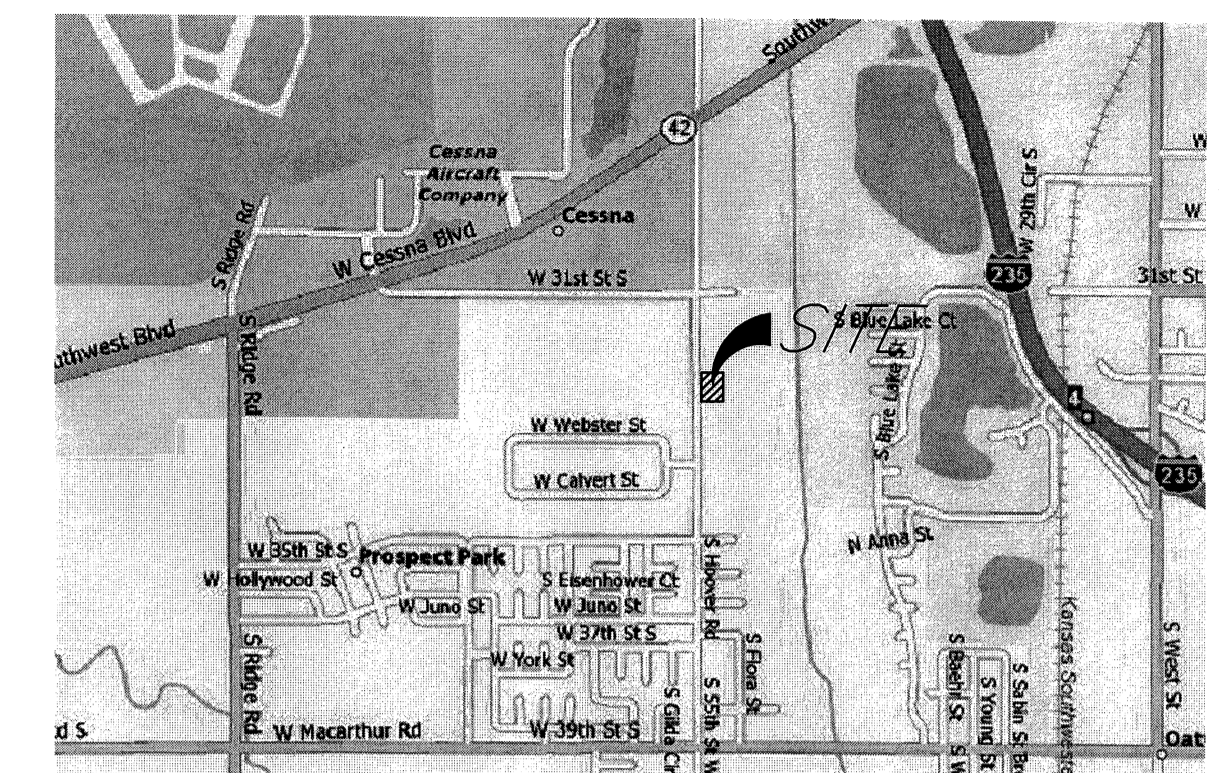 Southw
42
Cessna
Aircraft
Company
Cessna
W 29th Cir S
W
W
S Ridge Rd
W Cessna Blvd
W 31st St S
235
31st St
SITE
S Blue Lake Ct
uthwest Blvd
S Ridge Rd
S Blue Lake St
4
W Webster St
W Calvert St
235
W 35th St S
Prospect Park
S Hoover Rd
W Anna St
W Hollywood St
S Eisenhower Ct
W Juno St
W Juno St
W 37th St S
W York St
S Ridge Rd
S Flora St
S Baehl St
S Young St
S Sabin St
Kansas Southweste
S West St
S Gilda Cir
S 55th St W
W 39th St S
W Macarthur Rd
rd S
Oat
S W